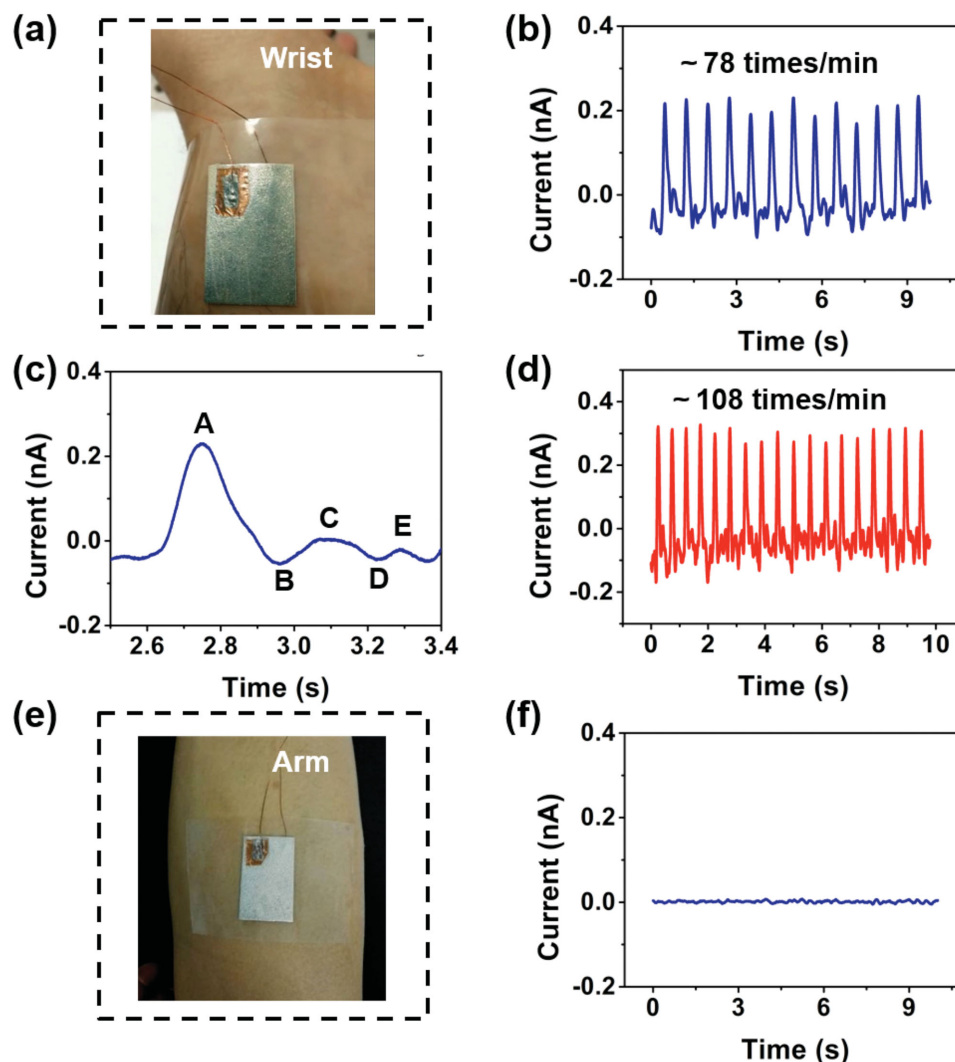 (a)
Wrist
(b)
~ 78 times/min
Current (nA)
0.4
0.2
0.0
-0.2
0 3 6 9
Time (s)
(c)
Current (nA)
0.4
0.2
0.0
-0.2
A
B
C
D
E
2.6 2.8 3.0 3.2 3.4
Time (s)
(d)
~ 108 times/min
Current (nA)
0.4
0.2
0.0
-0.2
0 2 4 6 8 10
Time (s)
(e)
Arm
(f)
Current (nA)
0.4
0.2
0.0
-0.2
0 3 6 9
Time (s)